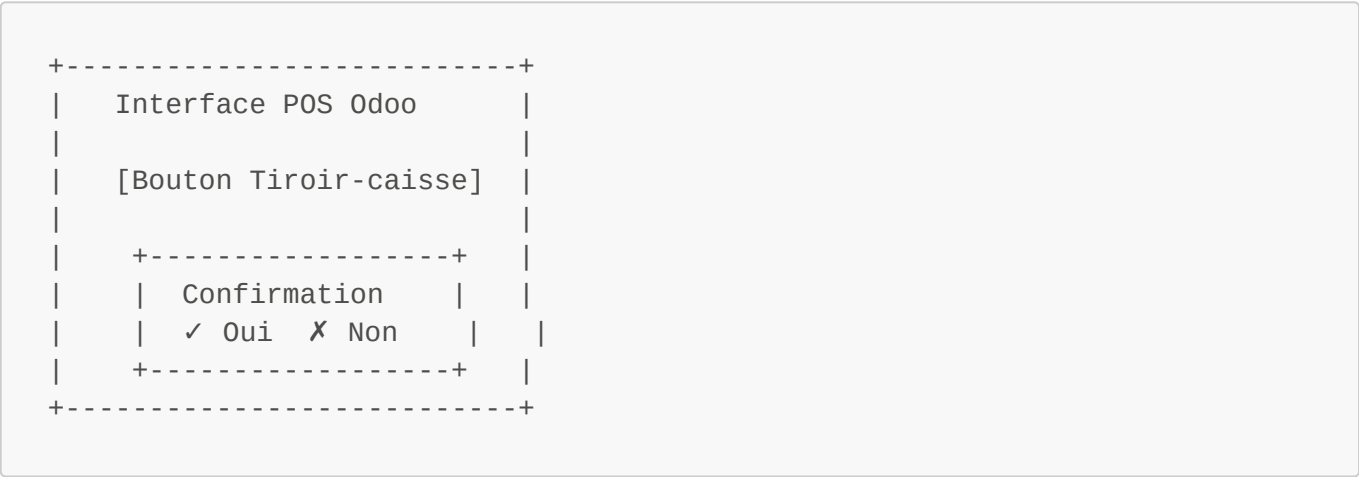 +---------------------------+
|   Interface POS Odoo      |
|                           |
|   [Bouton Tiroir-caisse]  |
|                           |
|    +------------------+   |
|    |  Confirmation    |   |
|    |  ✓ Oui  ✗ Non    |   |
|    +------------------+   |
+---------------------------+